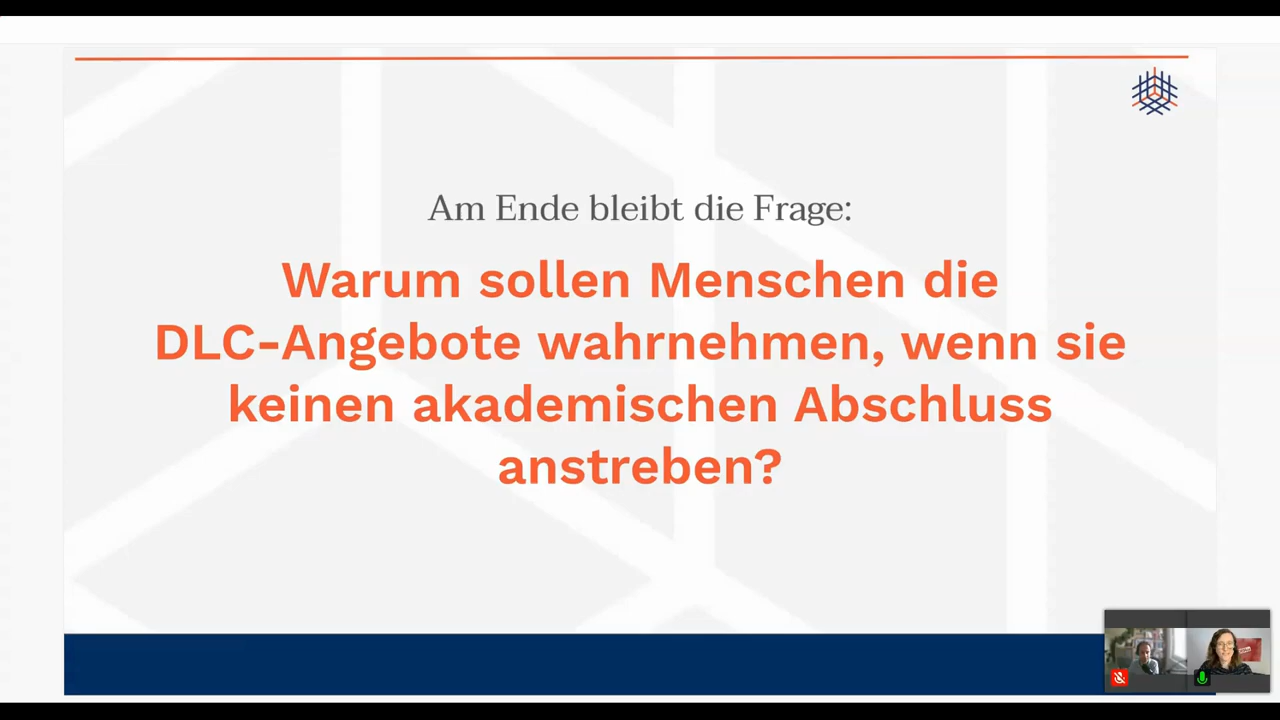 Am Ende bleibt die Frage:
Warum sollen Menschen die
DLC-Angebote wahrnehmen, wenn sie
keinen akademischen Abschluss
anstreben?